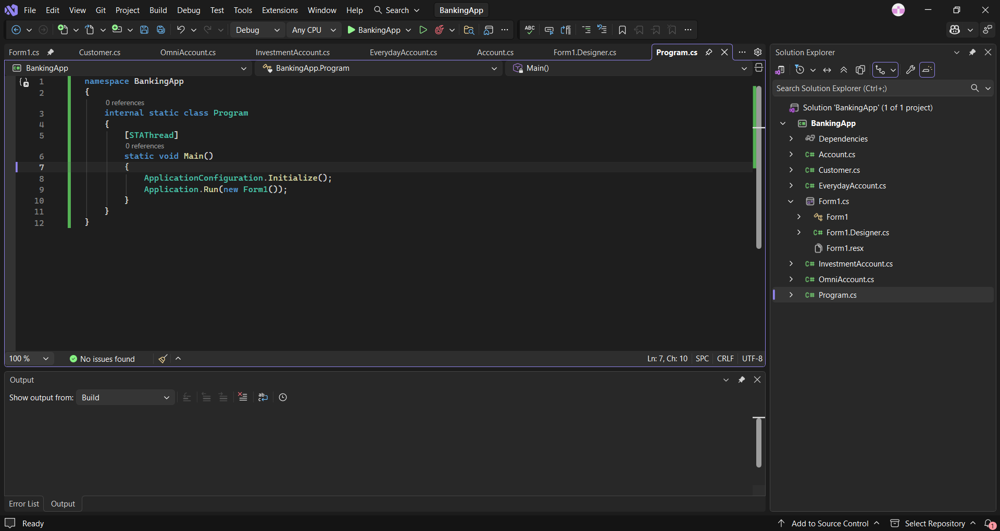 File Edit View Git Project Build Debug Test Tools Extensions Window Help Search BankingApp
Debug Any CPU BankingApp
Form1.cs Customer.cs OmniAccount.cs InvestmentAccount.cs EverydayAccount.cs Account.cs Form1.Designer.cs Program.cs
BankingApp BankingApp.Program Main()
1 namespace BankingApp
2 {
0 references
3 internal static class Program
4 {
5 [STAThread]
0 references
6 static void Main()
7 {
8 ApplicationConfiguration.Initialize();
9 Application.Run(new Form1());
10 }
11 }
12 }
100 % No issues found Ln: 7, Ch: 10 SPC CRLF UTF-8
Output
Show output from: Build
Error List Output
Solution Explorer
Search Solution Explorer (Ctrl+;)
Solution 'BankingApp' (1 of 1 project)
BankingApp
Dependencies
C# Account.cs
C# Customer.cs
C# EverydayAccount.cs
Form1.cs
Form1
C# Form1.Designer.cs
Form1.resx
C# InvestmentAccount.cs
C# OmniAccount.cs
C# Program.cs
Ready Add to Source Control Select Repository 1